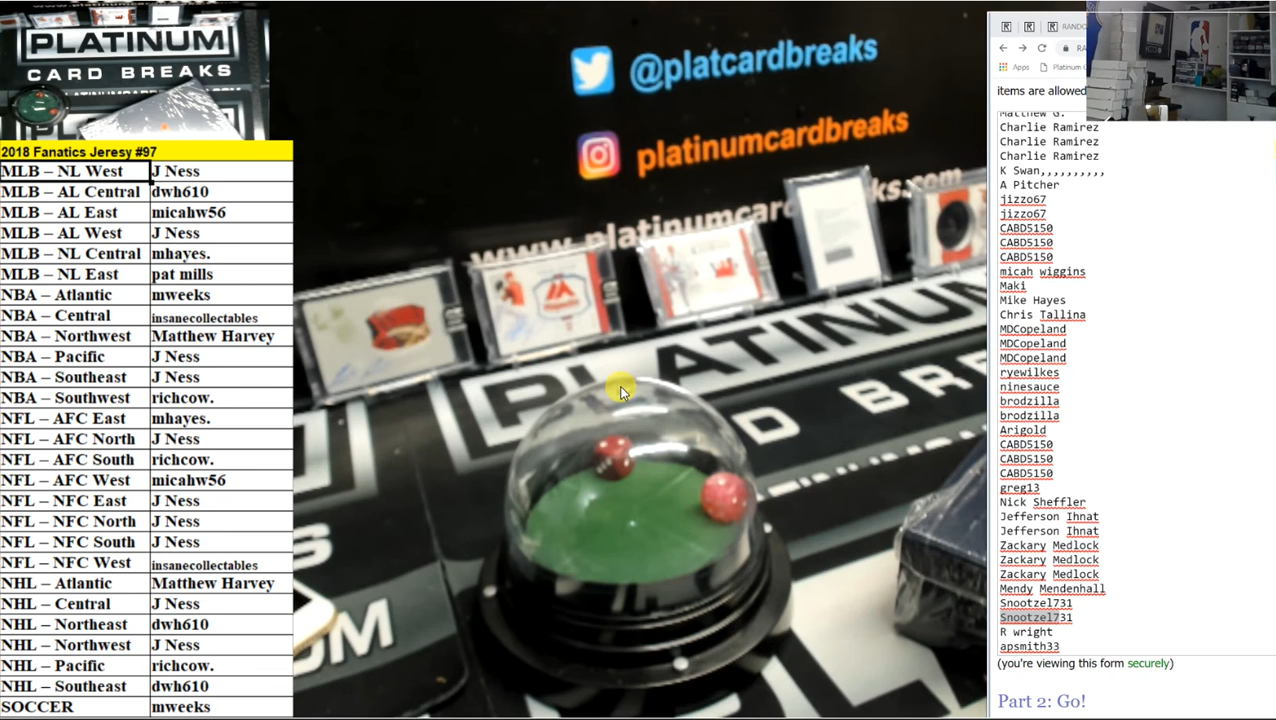 PLATINUM
CARD BREAKS
2018 Fanatics Jeresy #97
MLB – NL West J Ness
MLB – AL Central dwh610
MLB – AL East micahw56
MLB – AL West J Ness
MLB – NL Central mhayes.
MLB – NL East pat mills
NBA – Atlantic mweeks
NBA – Central insanecollectables
NBA – Northwest Matthew Harvey
NBA – Pacific J Ness
NBA – Southeast J Ness
NBA – Southwest richcow.
NFL – AFC East mhayes.
NFL – AFC North J Ness
NFL – AFC South richcow.
NFL – AFC West micahw56
NFL – NFC East J Ness
NFL – NFC North J Ness
NFL – NFC South J Ness
NFL – NFC West insanecollectables
NHL – Atlantic Matthew Harvey
NHL – Central J Ness
NHL – Northeast dwh610
NHL – Northwest J Ness
NHL – Pacific richcow.
NHL – Southeast dwh610
SOCCER mweeks
@platcardbreaks
platinumcardbreaks
www.platinumcar
.com
PLATINUM
D BRE
Apps Platinum
items are allowed
Matthew G.
Charlie Ramirez
Charlie Ramirez
Charlie Ramirez
K Swan,,,,,,,,,,
A Pitcher
jizzo67
jizzo67
CABD5150
CABD5150
CABD5150
micah wiggins
Maki
Mike Hayes
Chris Tallina
MDCopeland
MDCopeland
MDCopeland
ryewilkes
ninesauce
brodzilla
brodzilla
Arigold
CABD5150
CABD5150
CABD5150
greg13
Nick Sheffler
Jefferson Ihnat
Jefferson Ihnat
Zackary Medlock
Zackary Medlock
Zackary Medlock
Mendy Mendenhall
Snootzel731
Snootzel731
R wright
apsmith33
(you're viewing this form securely)
Part 2: Go!